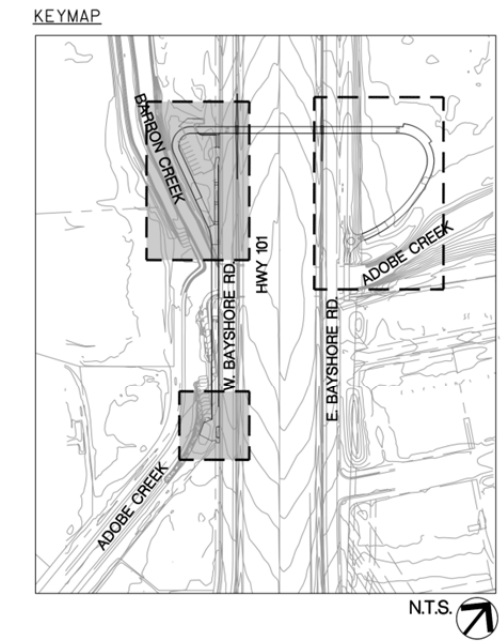 KEYMAP
BARRON CREEK
HWY 101
W. BAYSHORE RD.
ADOBE CREEK
E. BAYSHORE RD.
ADOBE CREEK
N.T.S.